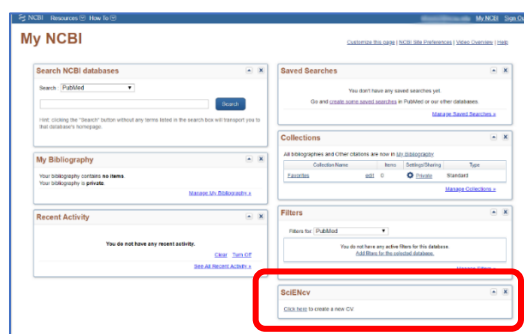 NCBI Resources How To
My NCBI Sign Out
My NCBI
Customize this page | NCBI Site Preferences | Video Overview | Help
Search NCBI databases
Search: PubMed
Search
Hint: clicking the "Search" button without any terms listed in the search box will transport you to
that database's homepage.
My Bibliography
Your bibliography contains no items.
Your bibliography is private.
Manage My Bibliography »
Recent Activity
You do not have any recent activity.
Clear Turn Off
See All Recent Activity »
Saved Searches
You don't have any saved searches yet.
Go and create some saved searches in PubMed or our other databases.
Manage Saved Searches »
Collections
All bibliographies and Other citations are now in My Bibliography
Collection Name Items Settings/Sharing Type
Favorites edit 0 Private Standard
Manage Collections »
Filters
Filters for: PubMed
You do not have any active filters for this database.
Add filters for the selected database.
SciENcv
Click here to create a new CV.